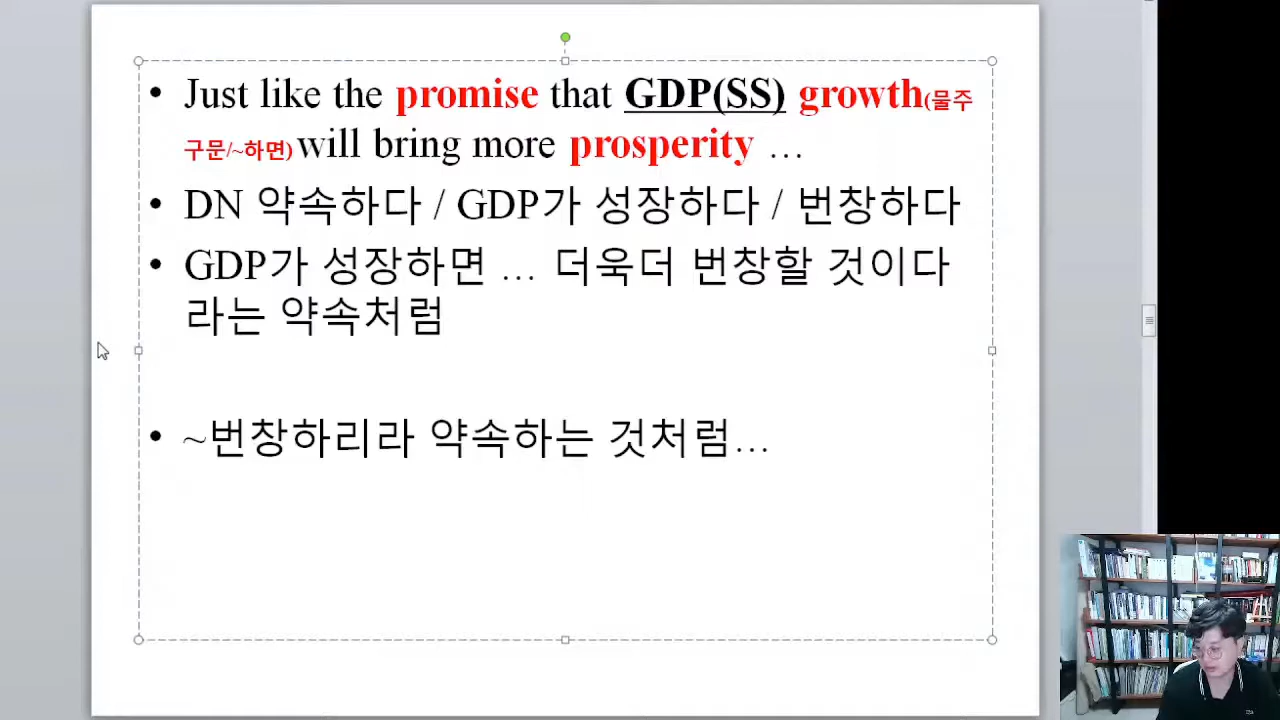 • Just like the promise that GDP(SS) growth(물주
구문/~하면)will bring more prosperity …
• DN 약속하다 / GDP가 성장하다 / 번창하다
• GDP가 성장하면 … 더욱더 번창할 것이다
라는 약속처럼
• ~번창하리라 약속하는 것처럼…